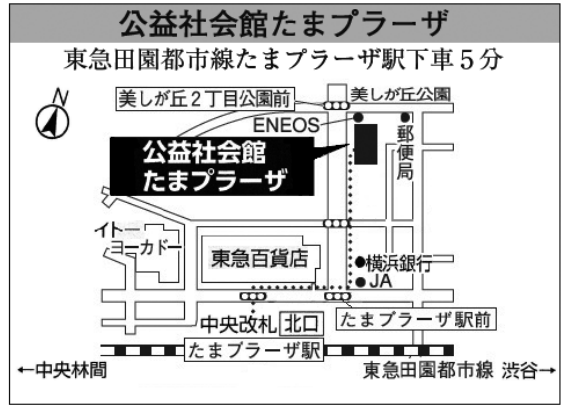 公益社会館たまプラーザ
東急田園都市線たまプラーザ駅下車5分
N
美しが丘2丁目公園前
美しが丘公園
ENEOS
郵便局
公益社会館
たまプラーザ
イトー
ヨーカドー
東急百貨店
横浜銀行
JA
中央改札 北口
たまプラーザ駅前
たまプラーザ駅
←中央林間
東急田園都市線 渋谷→